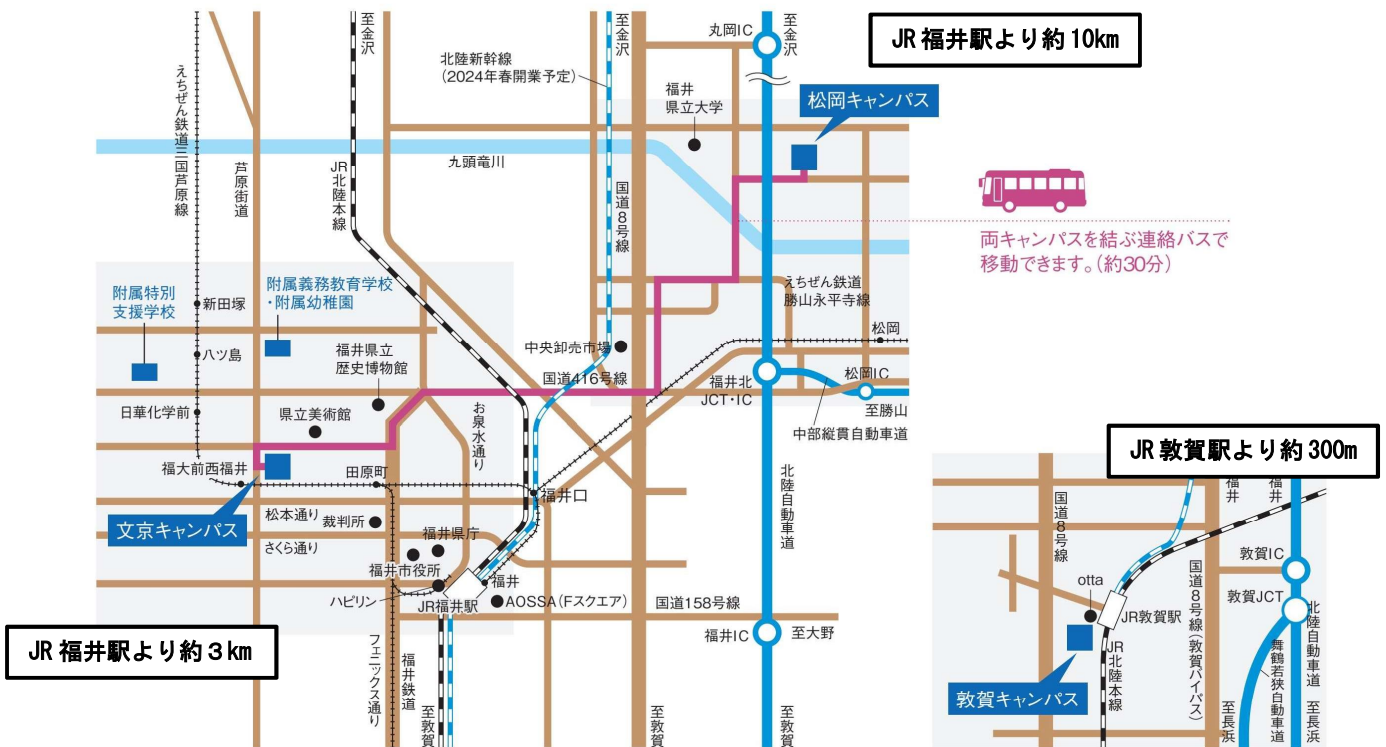 至金沢
至金沢
丸岡IC
至金沢
JR福井駅より約10km
北陸新幹線
(2024年春開業予定)
福井
県立大学
松岡キャンパス
えちぜん鉄道三国芦原線
芦原街道
JR北陸本線
九頭竜川
国道8号線
両キャンパスを結ぶ連絡バスで
移動できます。(約30分)
附属特別
支援学校
新田塚
附属義務教育学校
・附属幼稚園
えちぜん鉄道
勝山永平寺線
松岡
八ツ島
福井県立
歴史博物館
中央卸売市場
国道416号線
福井北
JCT・IC
松岡IC
至勝山
中部縦貫自動車道
日華化学前
県立美術館
お泉水通り
福大前西福井
田原町
福井口
北陸自動車道
文京キャンパス
松本通り
裁判所
さくら通り
福井県庁
福井市役所
ハピリン
JR福井駅
福井
AOSSA(Fスクエア)
国道158号線
福井IC
至大野
JR福井駅より約3km
フェニックス通り
福井鉄道
至敦賀
至敦賀
至敦賀
JR敦賀駅より約300m
国道8号線
福井
福井
敦賀IC
敦賀JCT
otta
JR敦賀駅
国道8号線(敦賀バイパス)
北陸自動車道
JR北陸本線
敦賀キャンパス
舞鶴若狭自動車道
至長浜
至長浜